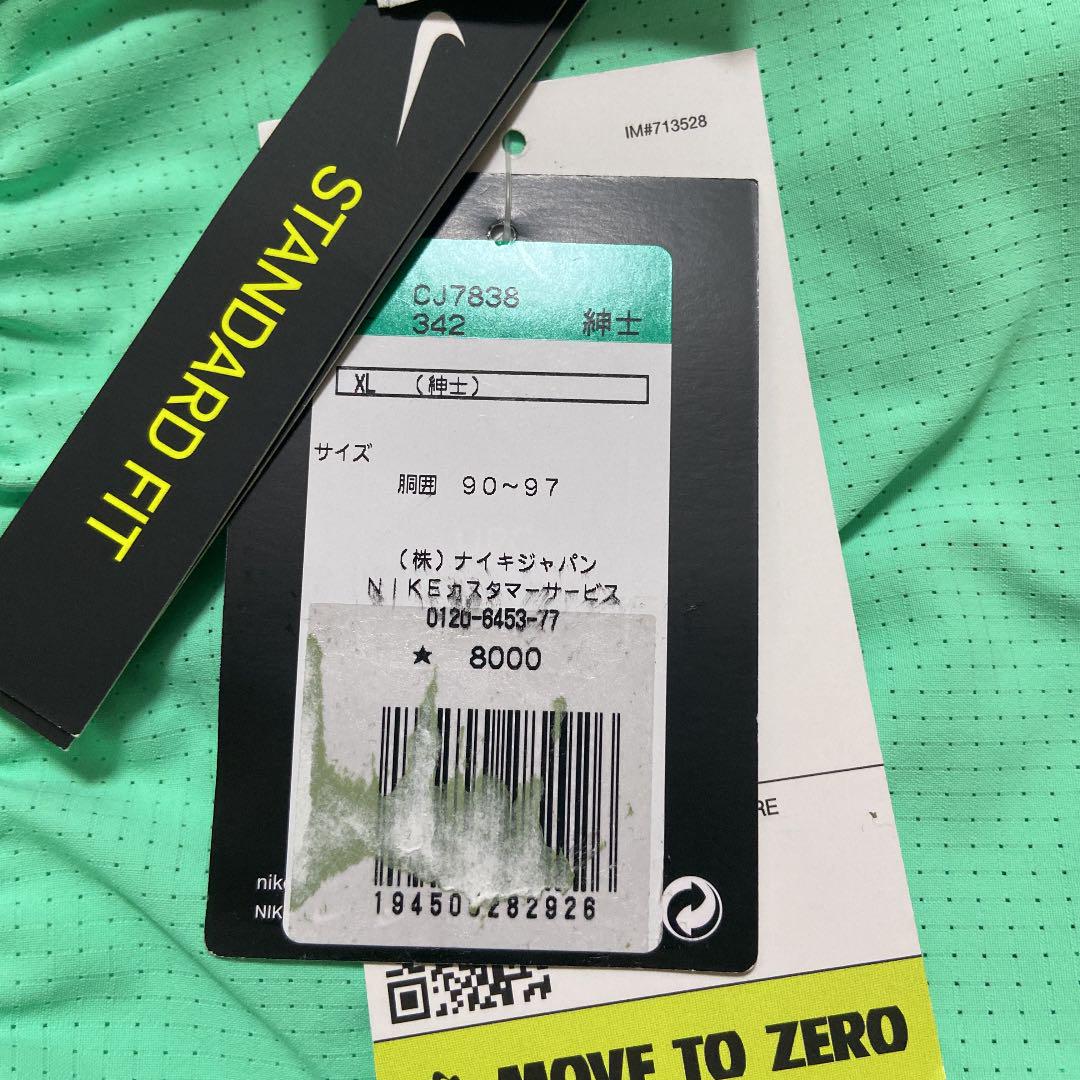 STANDARD FIT
IM#713528
CJ7838
342 紳士
XL （紳士）
サイズ
胴囲 90～97
（株）ナイキジャパン
NIKEカスタマーサービス
0120-6453-77
★ 8000
282926
MOVE TO ZERO